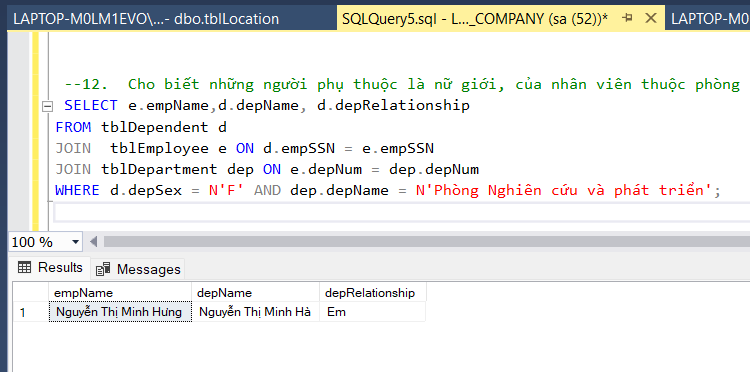 LAPTOP-M0LM1EVO\...- dbo.tblLocation
SQLQuery5.sql - L..._COMPANY (sa (52))*
LAPTOP-M0
--12. Cho biết những người phụ thuộc là nữ giới, của nhân viên thuộc phòng
SELECT e.empName,d.depName, d.depRelationship
FROM tblDependent d
JOIN tblEmployee e ON d.empSSN = e.empSSN
JOIN tblDepartment dep ON e.depNum = dep.depNum
WHERE d.depSex = N'F' AND dep.depName = N'Phòng Nghiên cứu và phát triển';
100 %
Results Messages
empName depName depRelationship
1 Nguyễn Thị Minh Hưng Nguyễn Thị Minh Hà Em